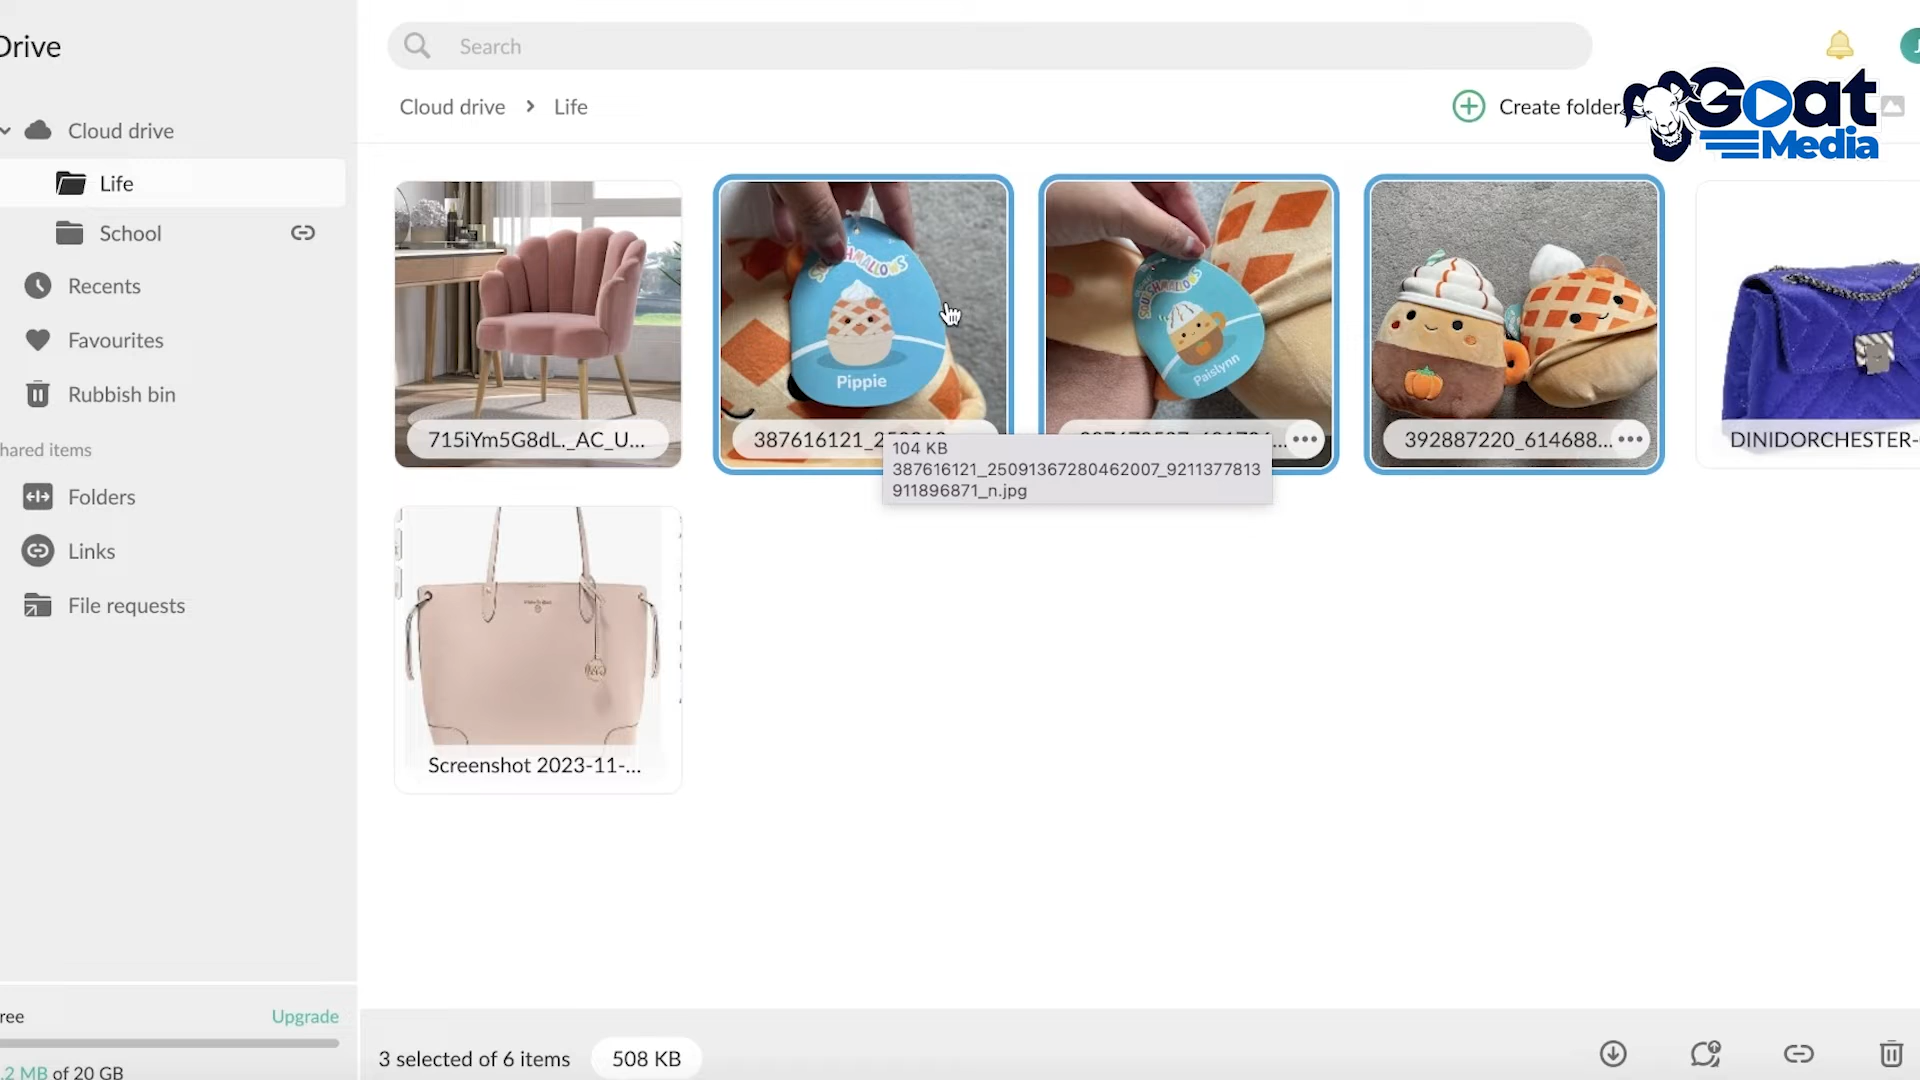 Drive
Search
Cloud drive
Life
Create folder
Goat
Media
Cloud drive
Life
School
Recents
Favourites
Rubbish bin
hared items
Folders
Links
File requests
SQUISHMALLOWS
Pippie
SQUISHMALLOWS
Paislynn
715iYm5G8dL._AC_U...
387616121_2
392887220_614688...
DINIDORCHESTER-
104 KB
387616121_25091367280462007_9211377813
911896871_n.jpg
Screenshot 2023-11-...
ree
Upgrade
.2 MB of 20 GB
3 selected of 6 items
508 KB